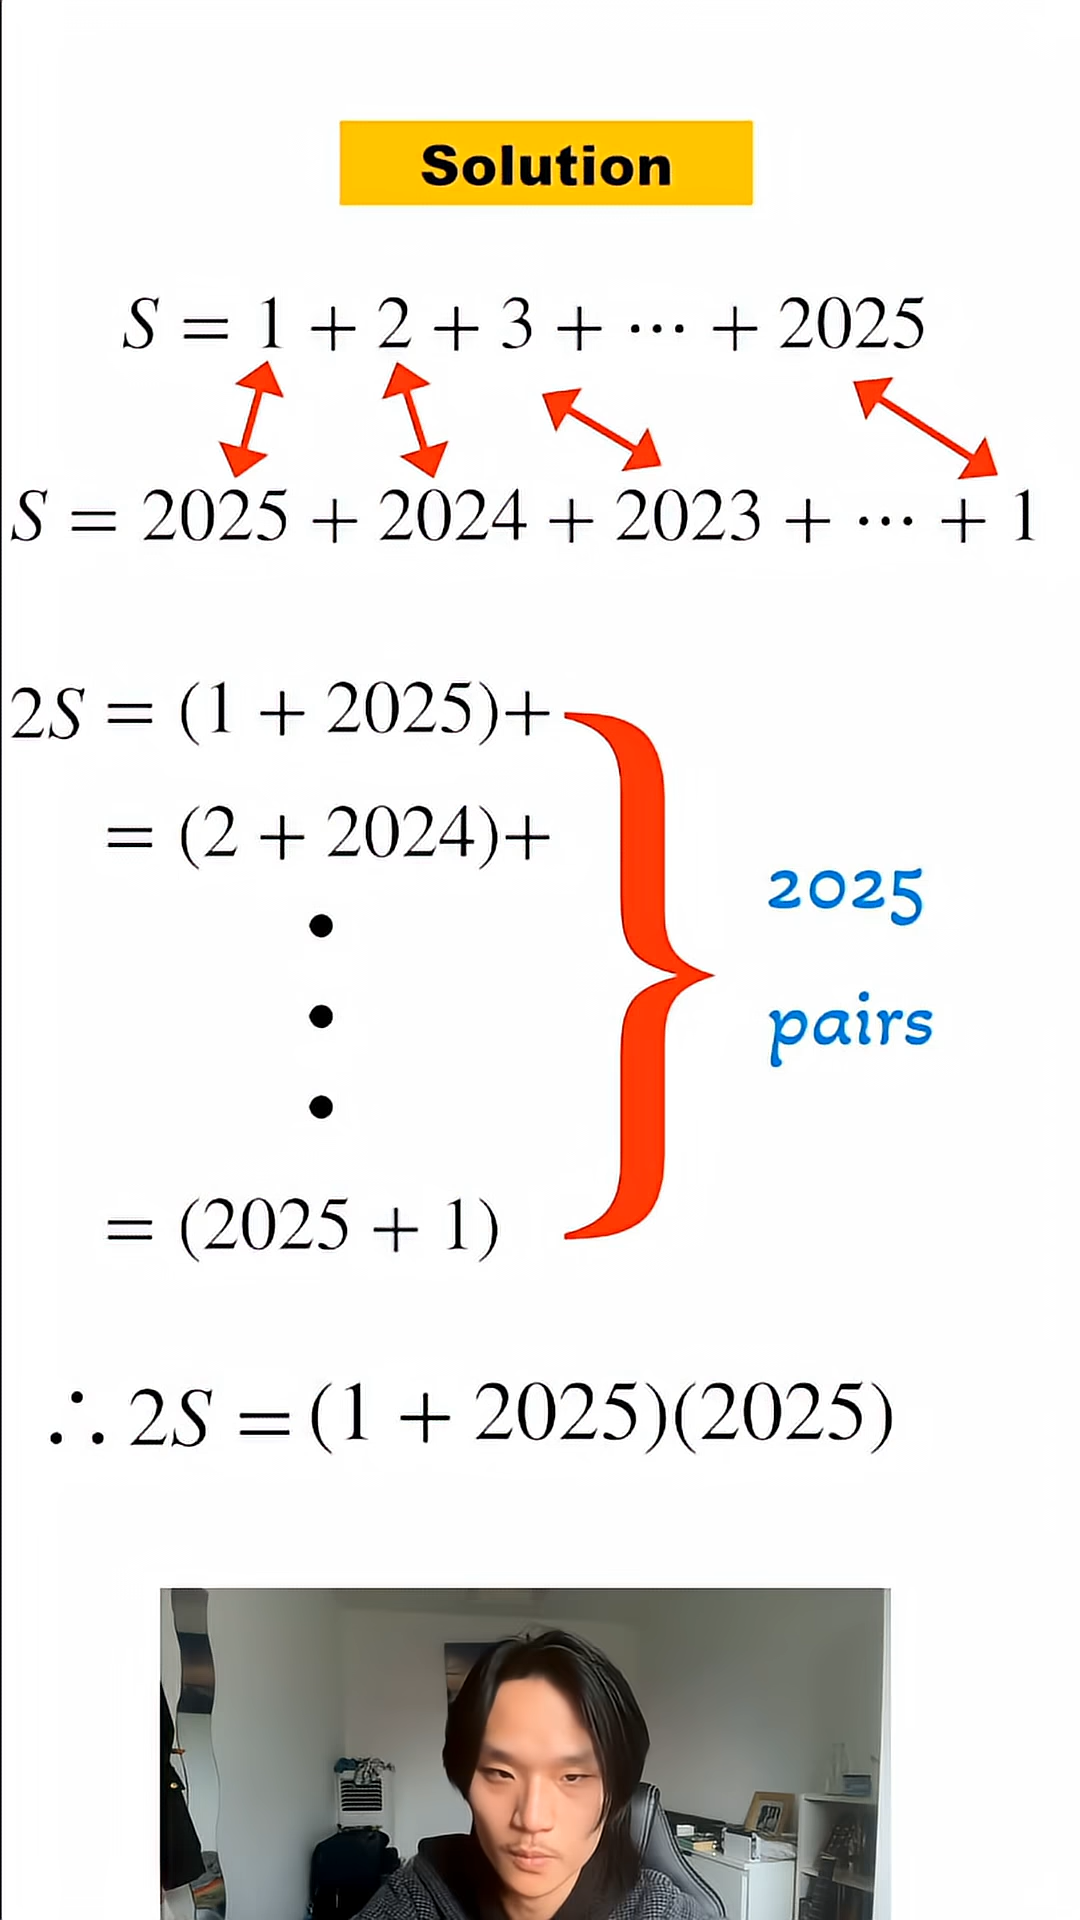 Solution
S = 1 + 2 + 3 + ⋯ + 2025
S = 2025 + 2024 + 2023 + ⋯ + 1
2S = (1 + 2025)+
= (2 + 2024)+
2025
pairs
= (2025 + 1)
∴ 2S = (1 + 2025)(2025)